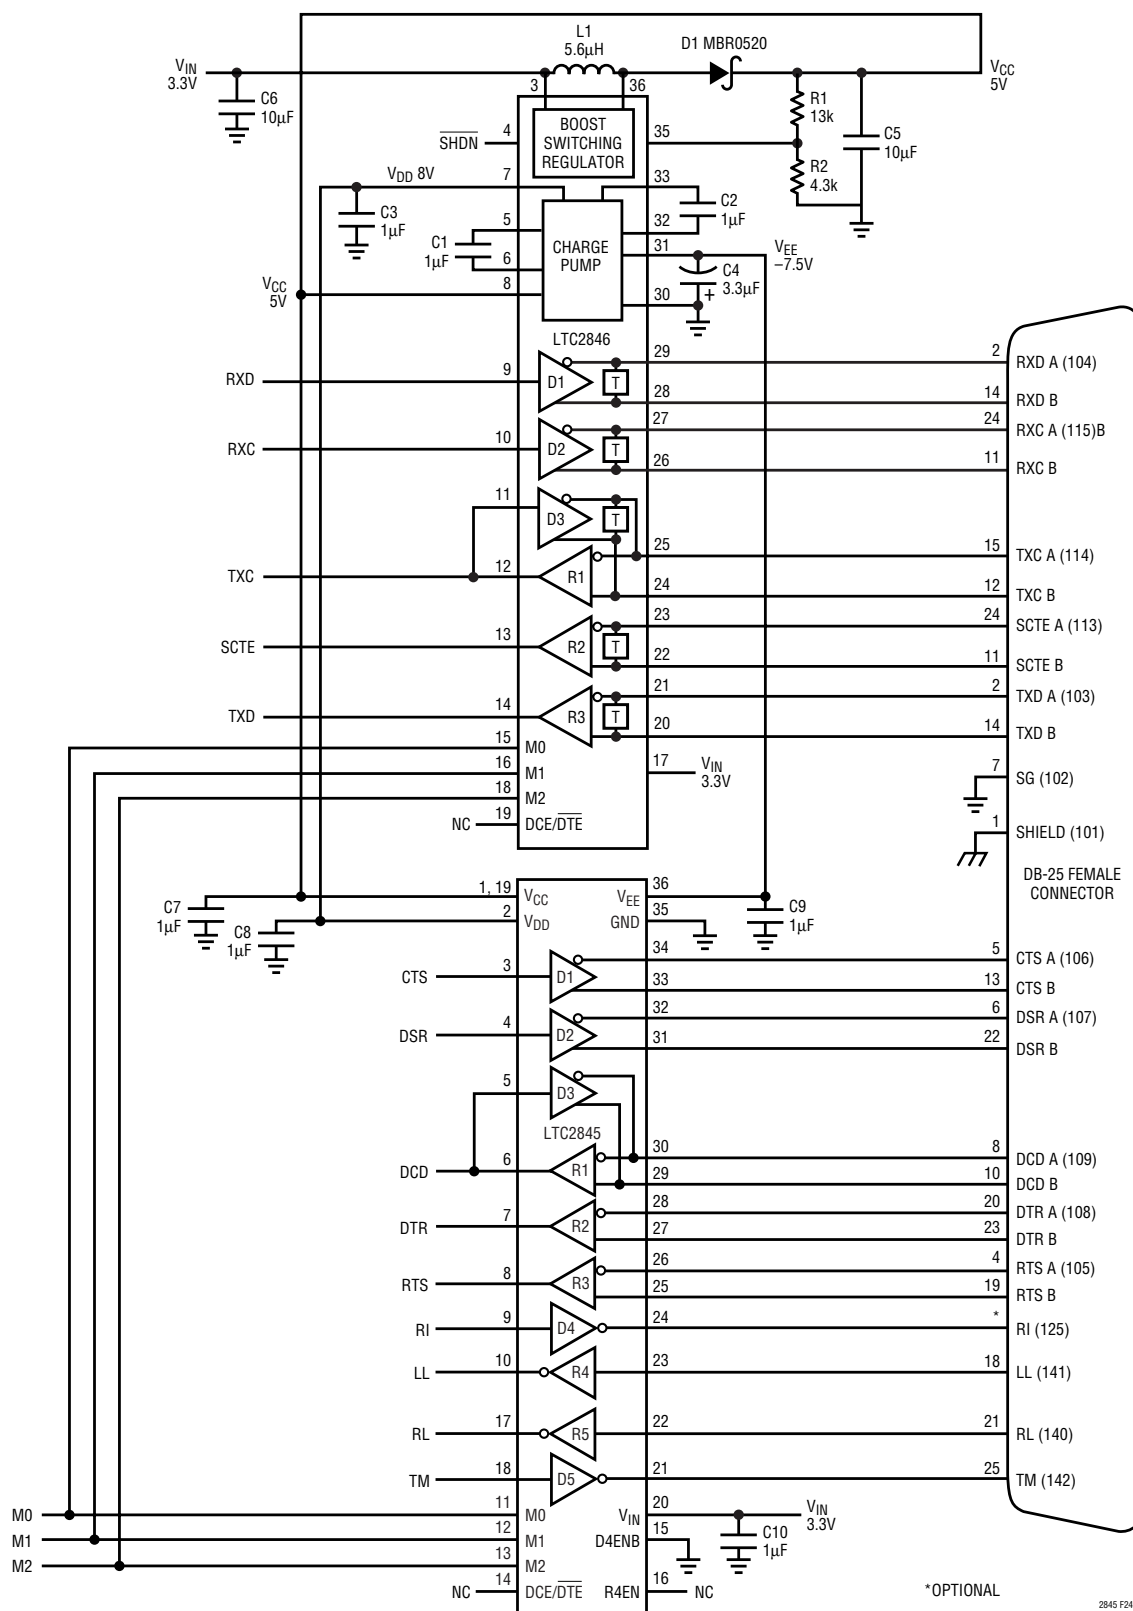 L1
5.6µH
D1 MBR0520
VIN
3.3V
3
36
VCC
5V
C6
10µF
R1
13k
BOOST
SWITCHING
REGULATOR
4
SHDN
35
C5
10µF
R2
4.3k
VDD 8V
7
33
C3
1µF
C2
1µF
5
32
C1
1µF
CHARGE
PUMP
31
VEE
–7.5V
6
C4
3.3µF
+
VCC
5V
8
30
LTC2846
RXD
9
D1
T
29
2
RXD A (104)
28
14
RXD B
RXC
10
D2
T
27
24
RXC A (115)B
26
11
RXC B
11
D3
T
25
15
TXC A (114)
TXC
12
R1
24
12
TXC B
23
24
SCTE A (113)
SCTE
13
R2
T
22
11
SCTE B
21
2
TXD A (103)
TXD
14
R3
T
20
14
TXD B
15
M0
16
M1
17
VIN
3.3V
7
SG (102)
18
M2
NC
19
DCE/DTE
1
SHIELD (101)
DB-25 FEMALE
CONNECTOR
1, 19
VCC
VEE
36
C7
1µF
2
VDD
GND
35
C9
1µF
C8
1µF
34
5
CTS A (106)
CTS
3
D1
33
13
CTS B
32
6
DSR A (107)
DSR
4
D2
31
22
DSR B
5
D3
LTC2845
30
8
DCD A (109)
DCD
6
R1
29
10
DCD B
28
20
DTR A (108)
DTR
7
R2
27
23
DTR B
26
4
RTS A (105)
RTS
8
R3
25
19
RTS B
RI
9
D4
24
*
RI (125)
LL
10
R4
23
18
LL (141)
RL
17
R5
22
21
RL (140)
TM
18
D5
21
25
TM (142)
M0
11
M0
VIN
20
VIN
3.3V
M1
12
M1
D4ENB
15
C10
1µF
M2
13
M2
NC
14
DCE/DTE
R4EN
16
NC
*OPTIONAL
2845 F24